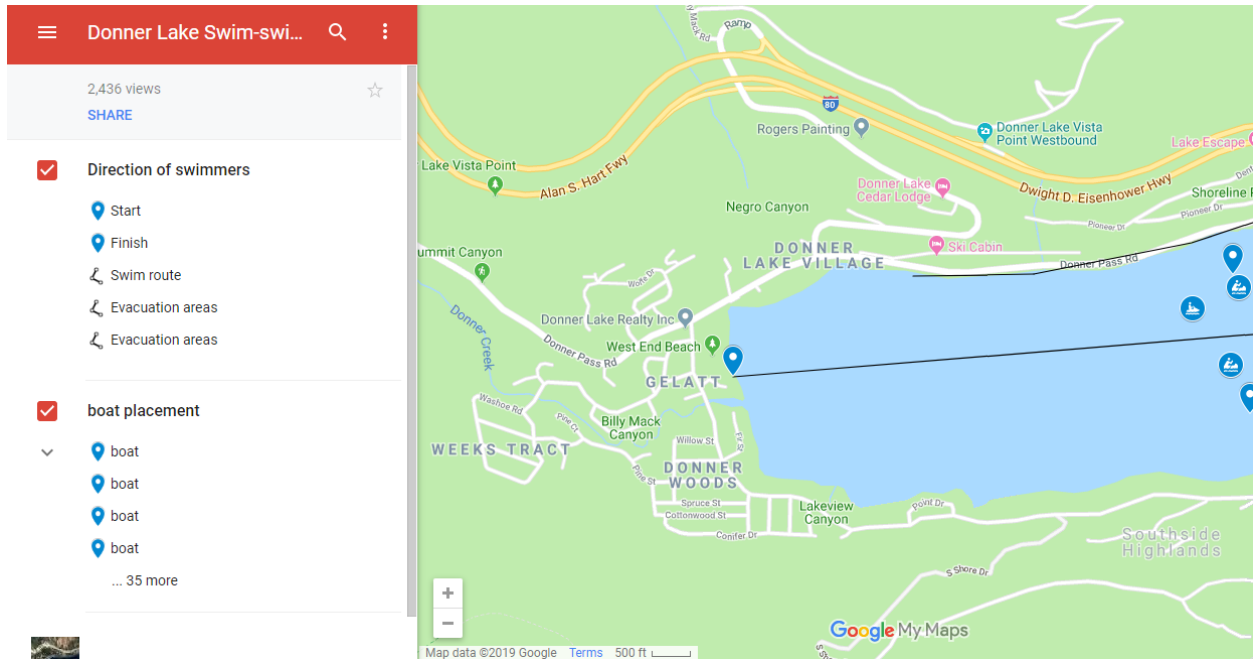 Donner Lake Swim-swi...
2,436 views
SHARE
Direction of swimmers
Start
Finish
Swim route
Evacuation areas
Evacuation areas
boat placement
boat
boat
boat
boat
... 35 more
Ramp
80
Rogers Painting
Donner Lake Vista
Point Westbound
Lake Escape
Lake Vista Point
Alan S. Hart Fwy
Dwight D. Eisenhower Hwy
Donner Lake
Cedar Lodge
Shoreline
Pioneer Dr
Pioneer Dr
Negro Canyon
DONNER
LAKE VILLAGE
Ski Cabin
Donner Pass Rd
ummit Canyon
Wolfe Dr
Donner Creek
Donner Lake Realty Inc
West End Beach
Donner Pass Rd
GELATT
Washoe Rd
Pine Ct
Billy Mack
Canyon
WEEKS TRACT
Willow St
Fir St
Pine St
DONNER
WOODS
Spruce St
Cottonwood St
Conifer Dr
Lakeview
Canyon
Point Dr
Southside
Highlands
S Shore Dr
Google My Maps
Map data ©2019 Google
Terms
500 ft